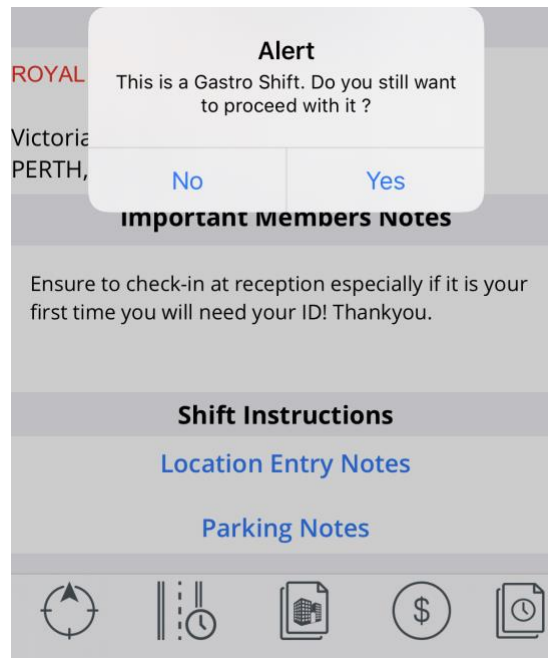 Alert
This is a Gastro Shift. Do you still want
to proceed with it ?
No
Yes
ROYAL
Victoria
PERTH,
Important Members Notes
Ensure to check-in at reception especially if it is your
first time you will need your ID! Thankyou.
Shift Instructions
Location Entry Notes
Parking Notes
$